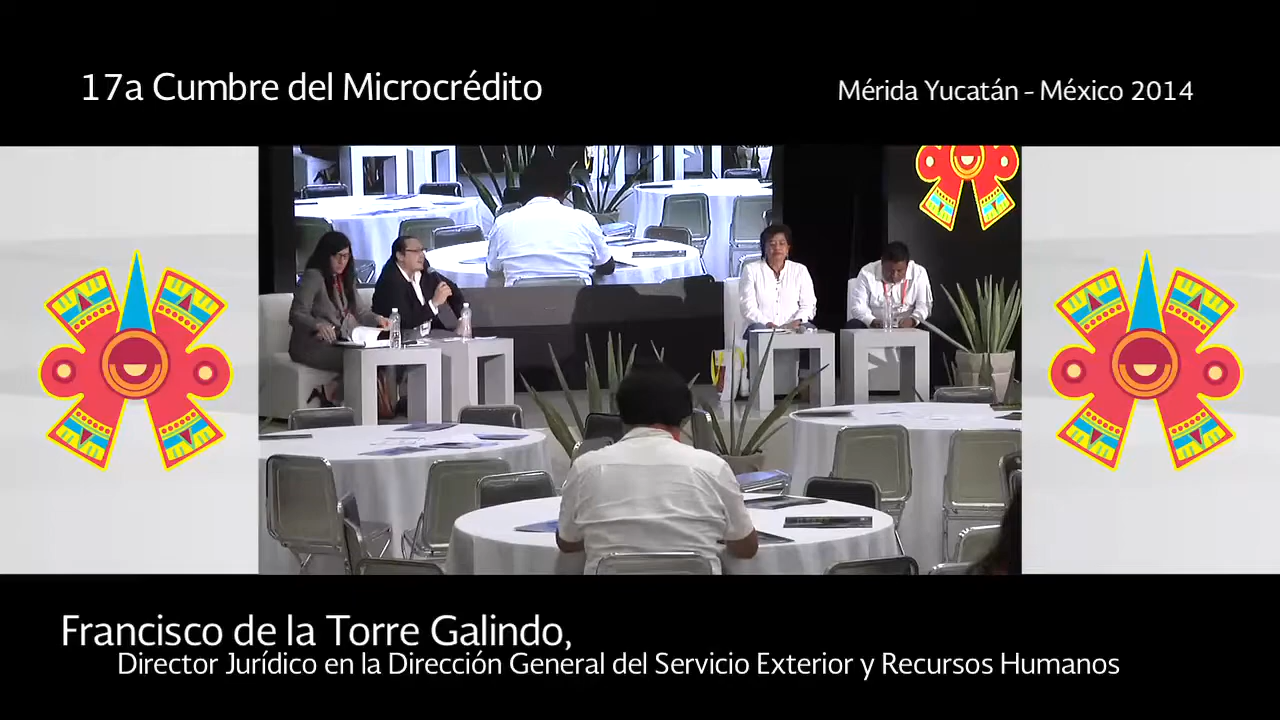 17a Cumbre del Microcrédito
Mérida Yucatán - México 2014
Francisco de la Torre Galindo,
Director Jurídico en la Dirección General del Servicio Exterior y Recursos Humanos